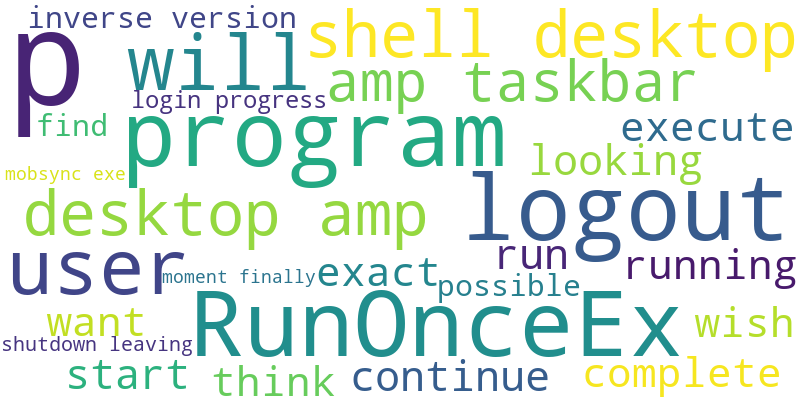 inverse version
p
will
shell desktop
amp taskbar
login progress
find
program
execute
looking
mobsync exe
desktop amp
logout
user
run
running
moment finally
exact
possible
RunOnceEx
want
wish
shutdown leaving
start
think
continue
complete